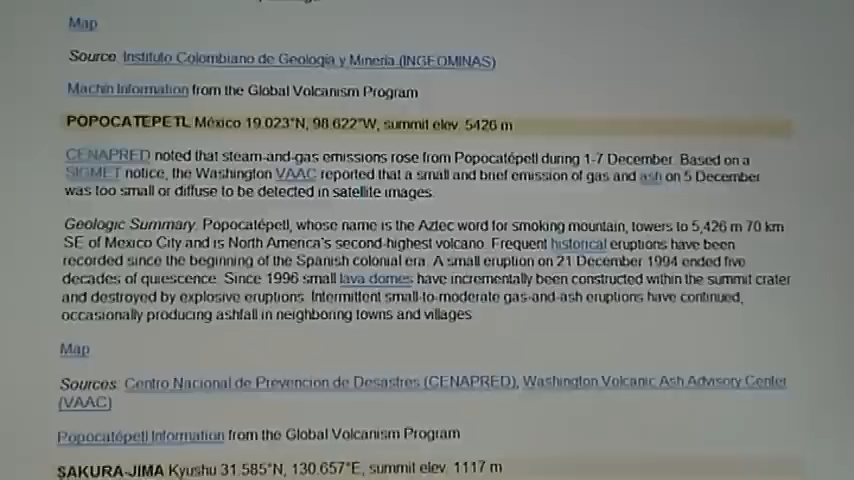 Map
Source: Instituto Colombiano de Geología y Minería (INGEOMINAS)
Machín Information from the Global Volcanism Program
POPOCATEPETL México 19.023°N, 98.622°W; summit elev. 5426 m
CENAPRED noted that steam-and-gas emissions rose from Popocatépetl during 1-7 December. Based on a
SIGMET notice, the Washington VAAC reported that a small and brief emission of gas and ash on 5 December
was too small or diffuse to be detected in satellite images.
Geologic Summary. Popocatépetl, whose name is the Aztec word for smoking mountain, towers to 5,426 m 70 km
SE of Mexico City and is North America's second-highest volcano. Frequent historical eruptions have been
recorded since the beginning of the Spanish colonial era. A small eruption on 21 December 1994 ended five
decades of quiescence. Since 1996 small lava domes have incrementally been constructed within the summit crater
and destroyed by explosive eruptions. Intermittent small-to-moderate gas-and-ash eruptions have continued,
occasionally producing ashfall in neighboring towns and villages.
Map
Sources: Centro Nacional de Prevencion de Desastres (CENAPRED), Washington Volcanic Ash Advisory Center
(VAAC)
Popocatépetl Information from the Global Volcanism Program
SAKURA-JIMA Kyushu 31.585°N, 130.657°E, summit elev. 1117 m